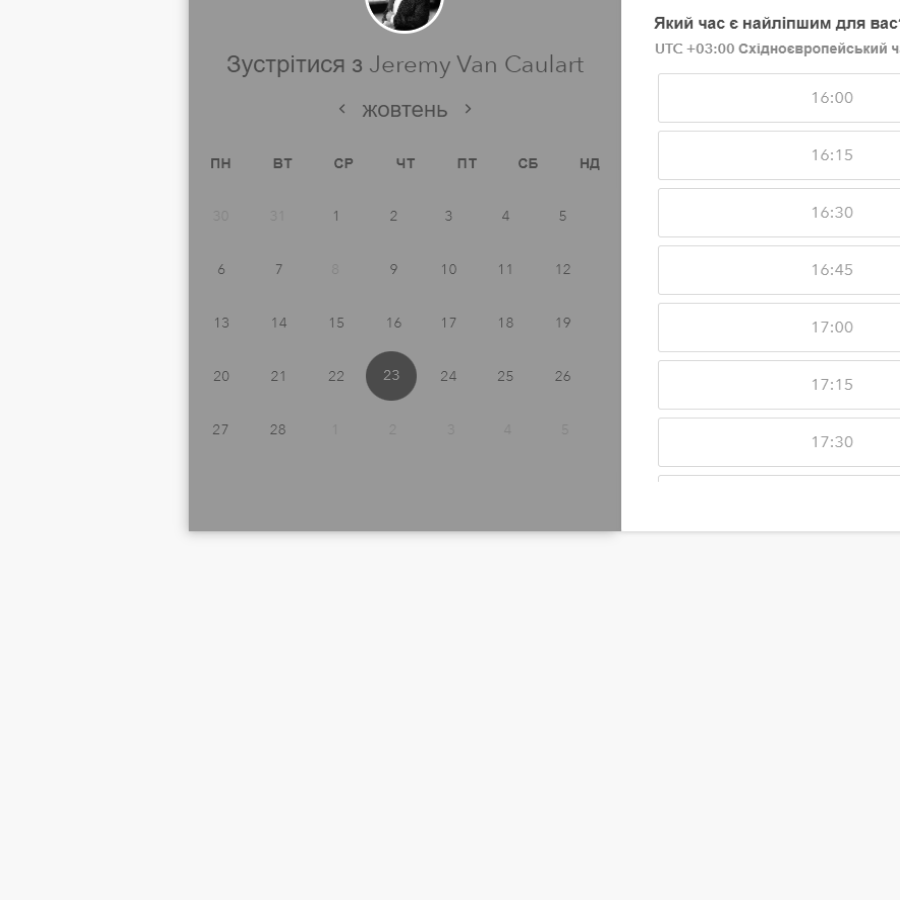 Зустрітися з Jeremy Van Caulart
жовтень
ПН ВТ СР ЧТ ПТ СБ НД
30 31 1 2 3 4 5
6 7 8 9 10 11 12
13 14 15 16 17 18 19
20 21 22 23 24 25 26
27 28 1 2 3 4 5
Який час є найліпшим для вас
UTC +03:00 Східноєвропейський
16:00
16:15
16:30
16:45
17:00
17:15
17:30